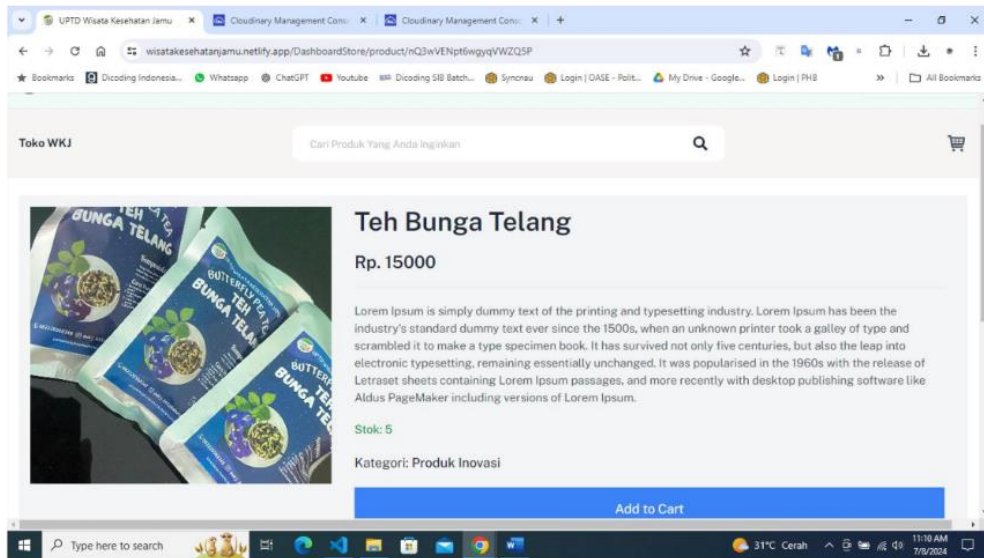 UPTD Wisata Kesehatan Jamu
Cloudinary Management Cons
Cloudinary Management Cons
wisatakesehatanjamu.netlify.app/DashboardStore/product/nQ3wVENpt6wgyqVWZQ5P
Bookmarks Dicoding Indonesia... Whatsapp ChatGPT Youtube Dicoding SIB Batch... Syncnau Login | OASE - Polit... My Drive - Google... Login | PHB All Bookmarks
Toko WKJ
Cari Produk Yang Anda Inginkan
Teh Bunga Telang
Rp. 15000
Lorem Ipsum is simply dummy text of the printing and typesetting industry. Lorem Ipsum has been the
industry's standard dummy text ever since the 1500s, when an unknown printer took a galley of type and
scrambled it to make a type specimen book. It has survived not only five centuries, but also the leap into
electronic typesetting, remaining essentially unchanged. It was popularised in the 1960s with the release of
Letraset sheets containing Lorem Ipsum passages, and more recently with desktop publishing software like
Aldus PageMaker including versions of Lorem Ipsum.
Stok: 5
Kategori: Produk Inovasi
Add to Cart
TEH
BUNGA TELANG
BUTTERFLY PEA TEA
TEH
BUNGA TELANG
Type here to search
31°C Cerah
11:10 AM
7/8/2024